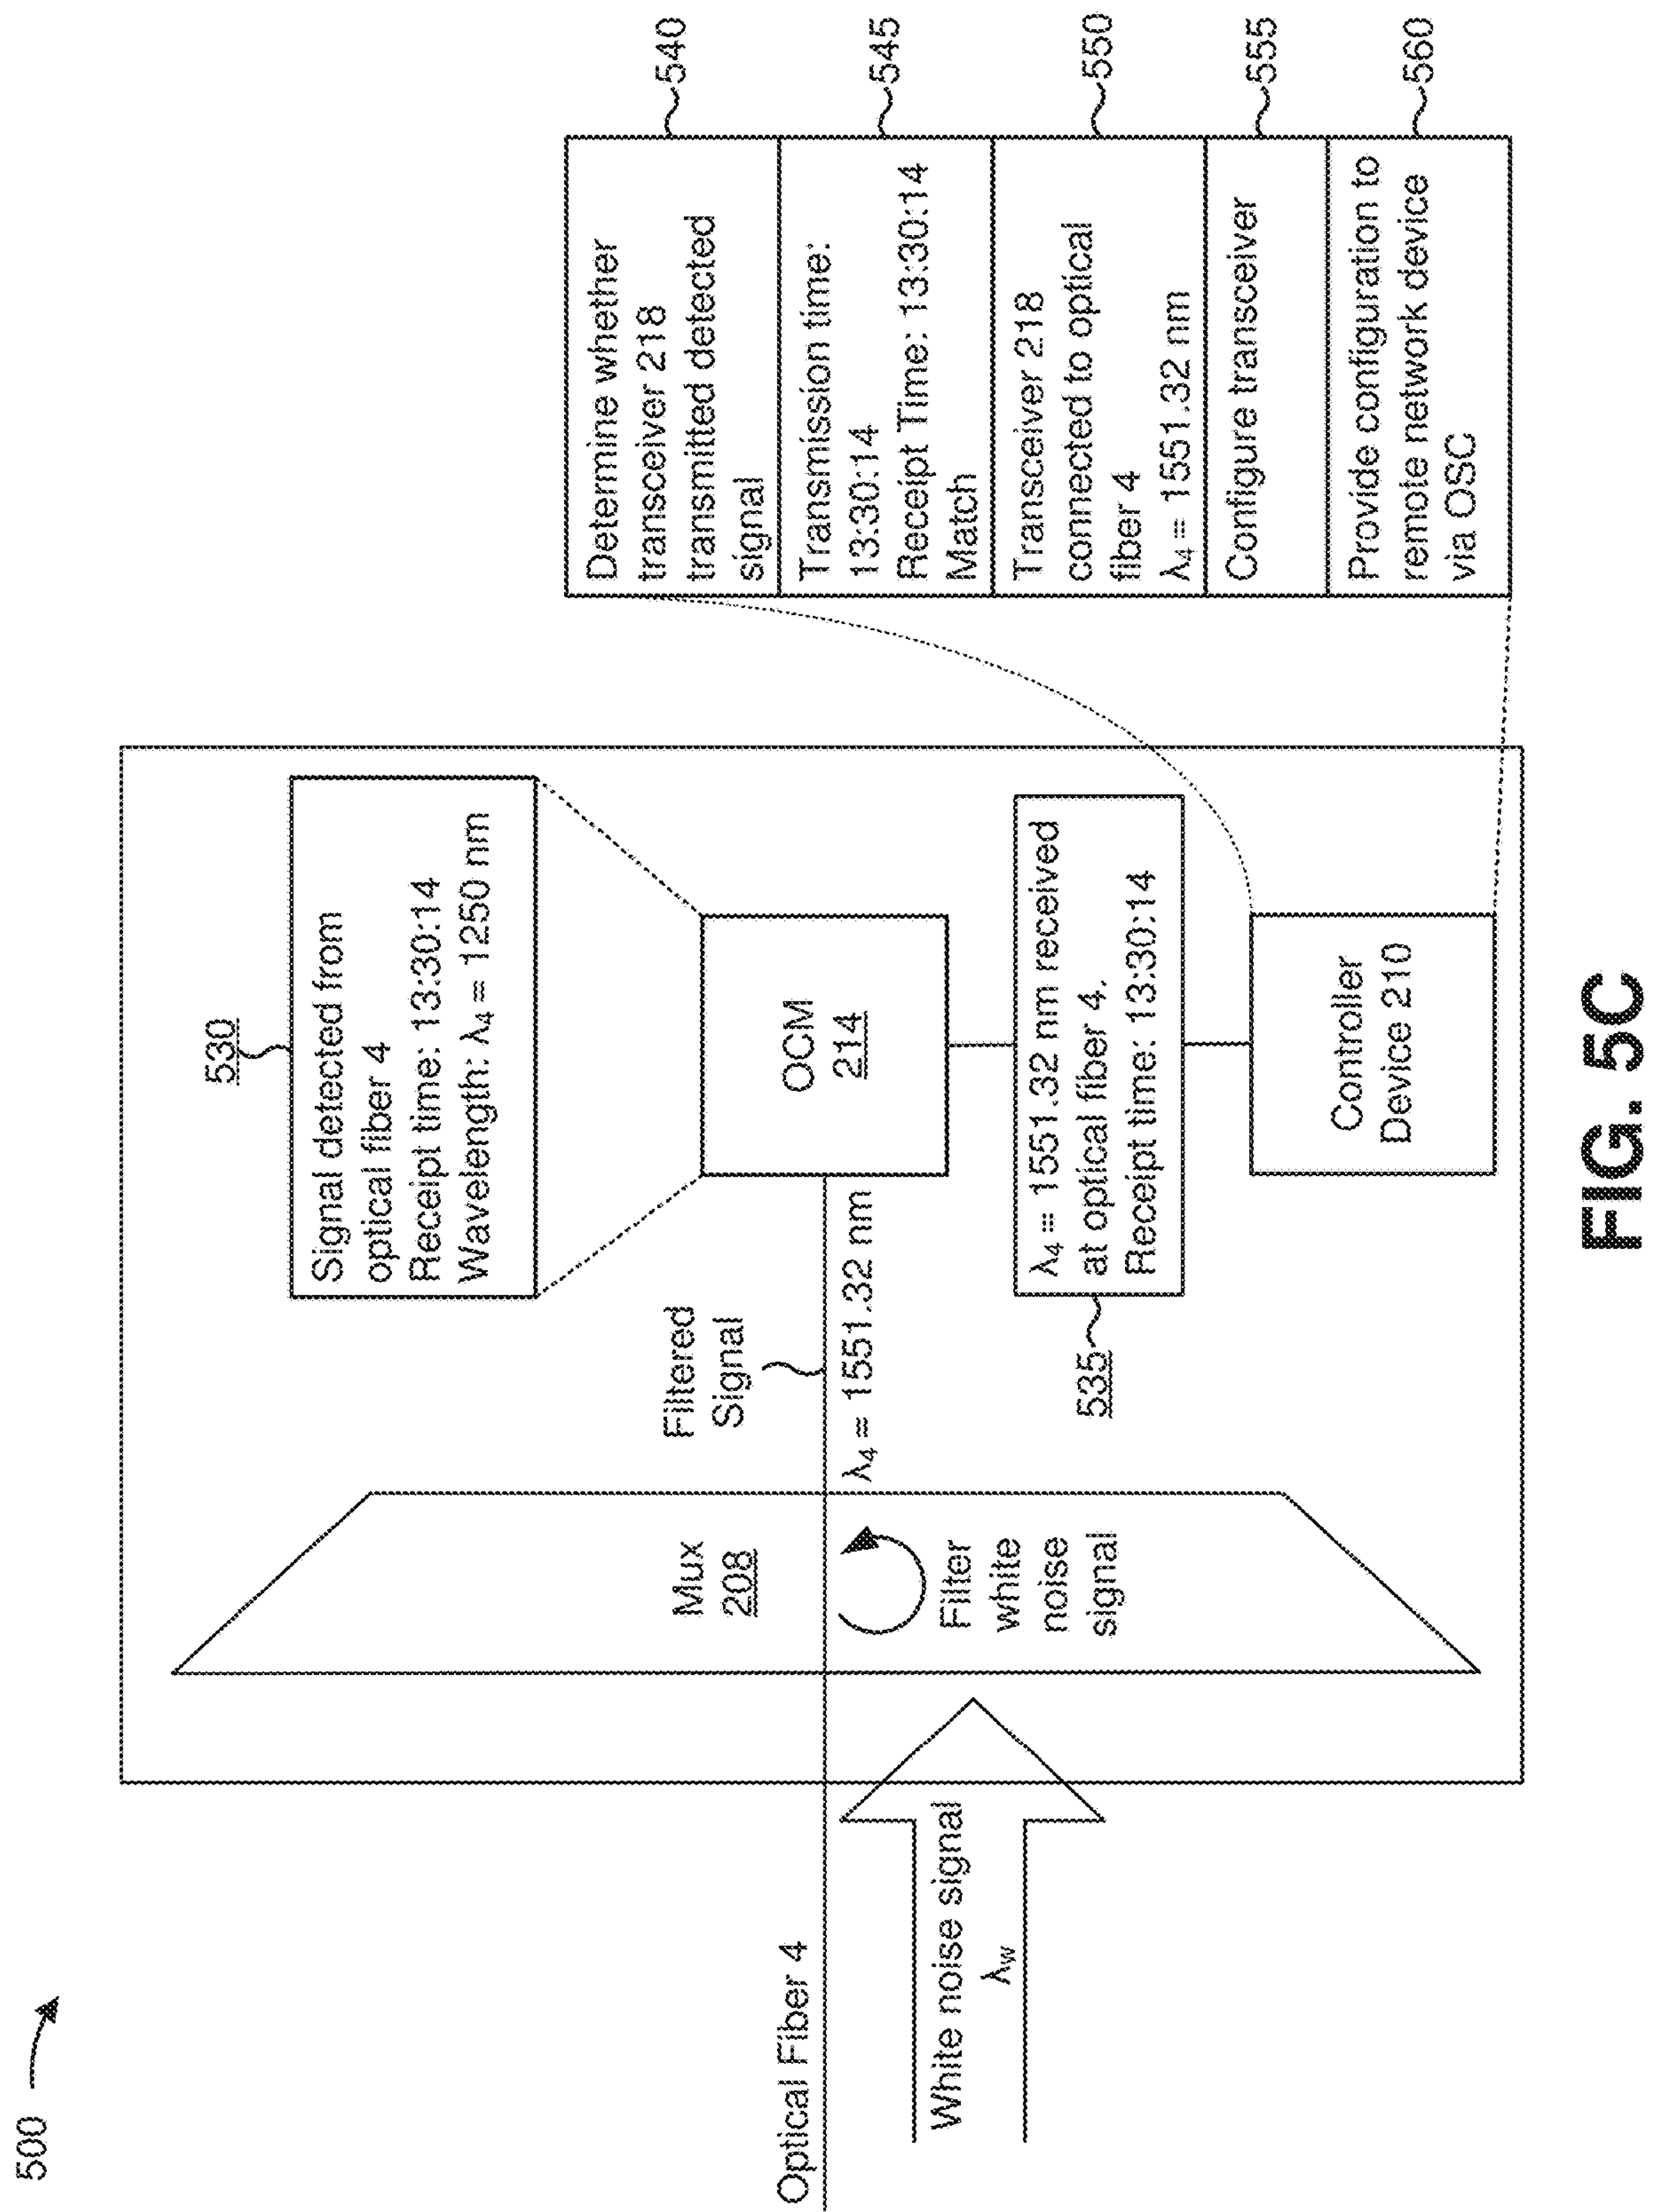 500
Optical Fiber 4
White noise signal
λw
Mux
208
Filter
white
noise
signal
Filtered
Signal
λ4 = 1551.32 nm
530
Signal detected from
optical fiber 4
Receipt time: 13:30:14
Wavelength: λ4 = 1250 nm
OCM
214
535
λ4 = 1551.32 nm received
at optical fiber 4.
Receipt time: 13:30:14
Controller
Device 210
Determine whether
transceiver 218
transmitted detected
signal
540
Transmission time:
13:30:14
Receipt Time: 13:30:14
Match
545
Transceiver 218
connected to optical
fiber 4
λ4 = 1551.32 nm
550
Configure transceiver
555
Provide configuration to
remote network device
via OSC
560
FIG. 5C